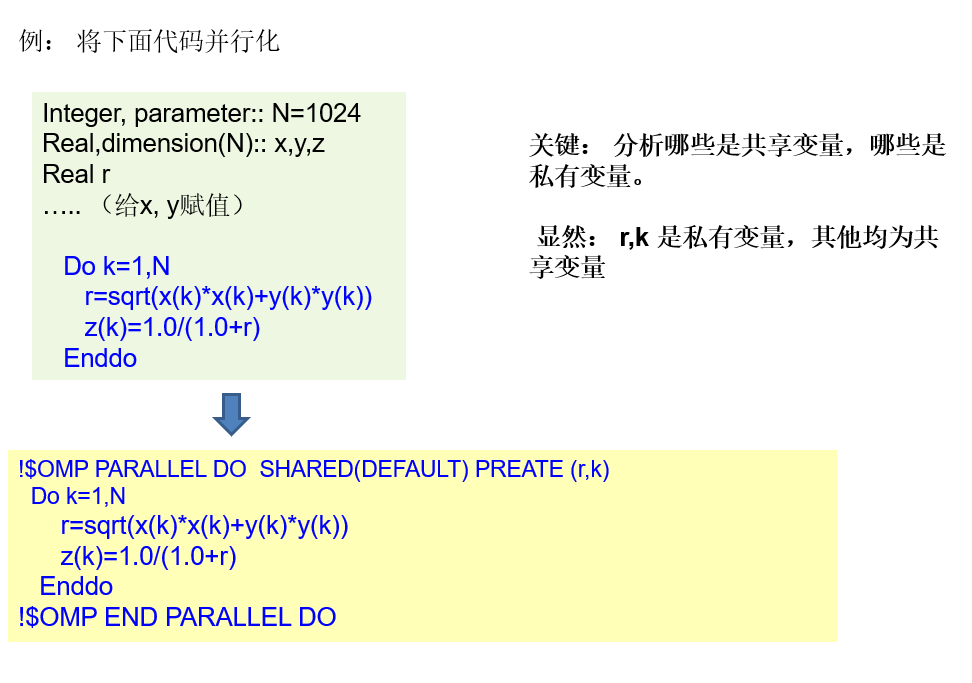 例： 将下面代码并行化
Integer, parameter:: N=1024
Real,dimension(N):: x,y,z
Real r
….. （给x, y赋值）
Do k=1,N
r=sqrt(x(k)*x(k)+y(k)*y(k))
z(k)=1.0/(1.0+r)
Enddo
关键： 分析哪些是共享变量，哪些是
私有变量。
显然： r,k 是私有变量，其他均为共
享变量
!$OMP PARALLEL DO  SHARED(DEFAULT) PREATE (r,k)
Do k=1,N
r=sqrt(x(k)*x(k)+y(k)*y(k))
z(k)=1.0/(1.0+r)
Enddo
!$OMP END PARALLEL DO